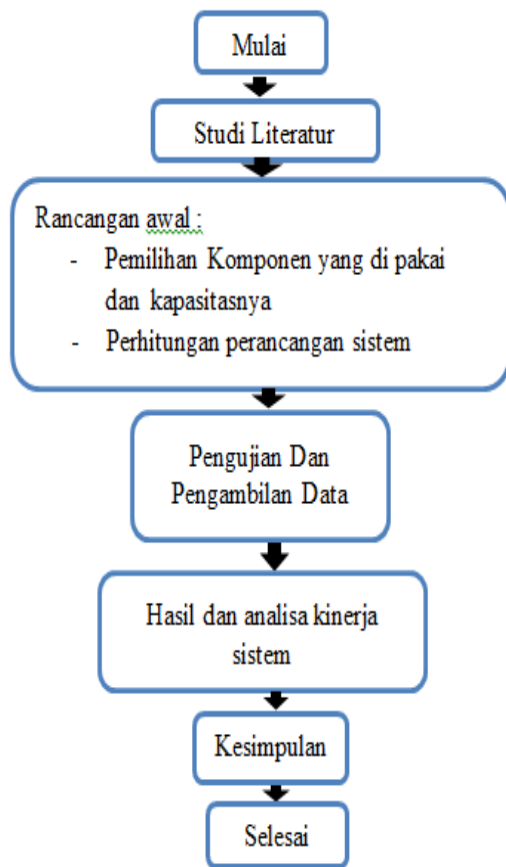 Mulai
Studi Literatur
Rancangan awal :
- Pemilihan Komponen yang di pakai
dan kapasitasnya
- Perhitungan perancangan sistem
Pengujian Dan
Pengambilan Data
Hasil dan analisa kinerja
sistem
Kesimpulan
Selesai